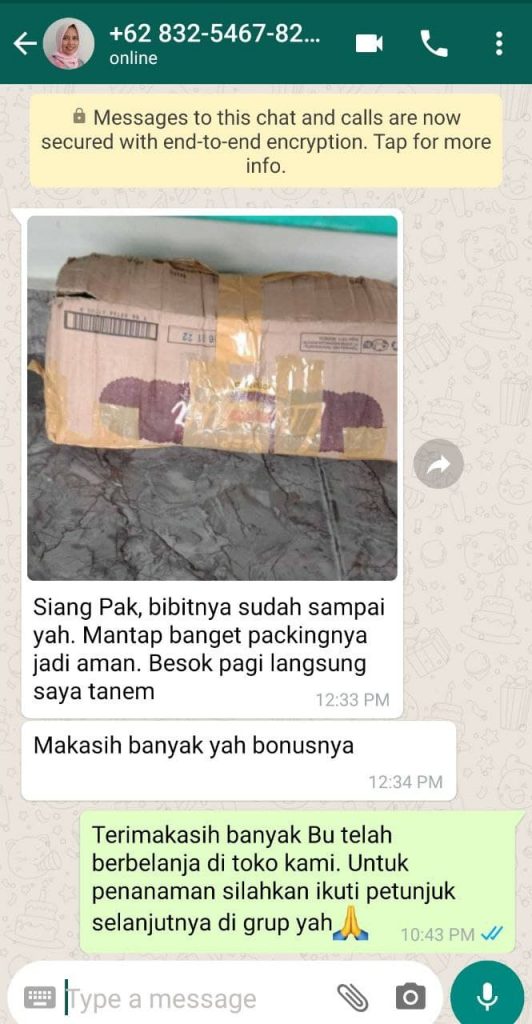 +62 832-5467-82...
online
Messages to this chat and calls are now
secured with end-to-end encryption. Tap for more
info.
Siang Pak, bibitnya sudah sampai
yah. Mantap banget packingnya
jadi aman. Besok pagi langsung
saya tanem
12:33 PM
Makasih banyak yah bonusnya
12:34 PM
Terimakasih banyak Bu telah
berbelanja di toko kami. Untuk
penanaman silahkan ikuti petunjuk
selanjutnya di grup yah🙏
10:43 PM
Type a message